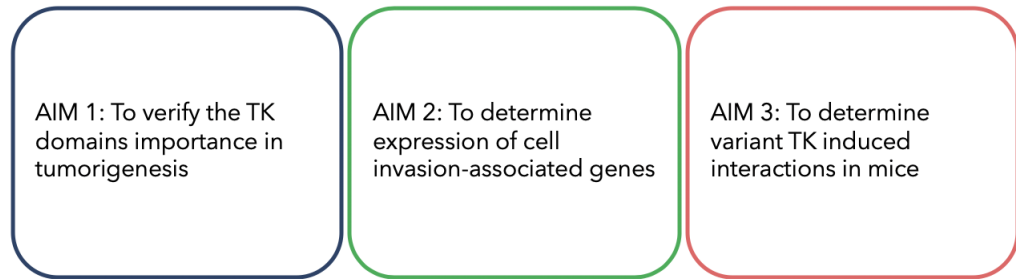 AIM 1: To verify the TK
domains importance in
tumorigenesis
AIM 2: To determine
expression of cell
invasion-associated genes
AIM 3: To determine
variant TK induced
interactions in mice